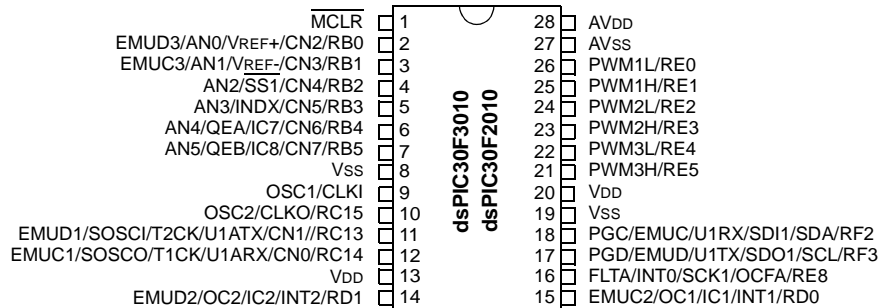 MCLR 1
EMUD3/AN0/VREF+/CN2/RB0 2
EMUC3/AN1/VREF-/CN3/RB1 3
AN2/SS1/CN4/RB2 4
AN3/INDX/CN5/RB3 5
AN4/QEA/IC7/CN6/RB4 6
AN5/QEB/IC8/CN7/RB5 7
VSS 8
OSC1/CLKI 9
OSC2/CLKO/RC15 10
EMUD1/SOSCI/T2CK/U1ATX/CN1//RC13 11
EMUC1/SOSCO/T1CK/U1ARX/CN0/RC14 12
VDD 13
EMUD2/OC2/IC2/INT2/RD1 14
dsPIC30F3010
dsPIC30F2010
28 AVDD
27 AVSS
26 PWM1L/RE0
25 PWM1H/RE1
24 PWM2L/RE2
23 PWM2H/RE3
22 PWM3L/RE4
21 PWM3H/RE5
20 VDD
19 VSS
18 PGC/EMUC/U1RX/SDI1/SDA/RF2
17 PGD/EMUD/U1TX/SDO1/SCL/RF3
16 FLTA/INT0/SCK1/OCFA/RE8
15 EMUC2/OC1/IC1/INT1/RD0